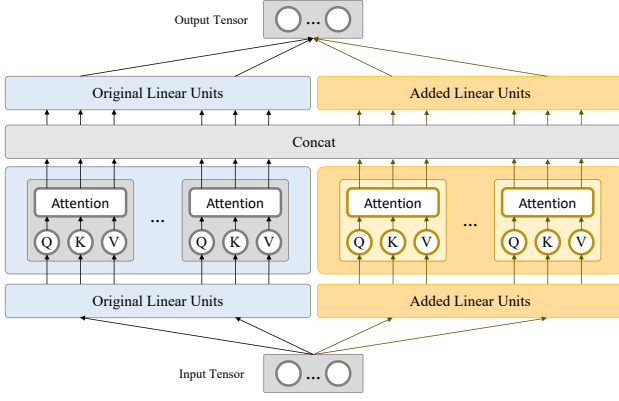 Output Tensor ...
Original Linear Units Added Linear Units
Concat
Attention ... Attention Attention ... Attention
Q K V Q K V Q K V Q K V
Original Linear Units Added Linear Units
Input Tensor ...